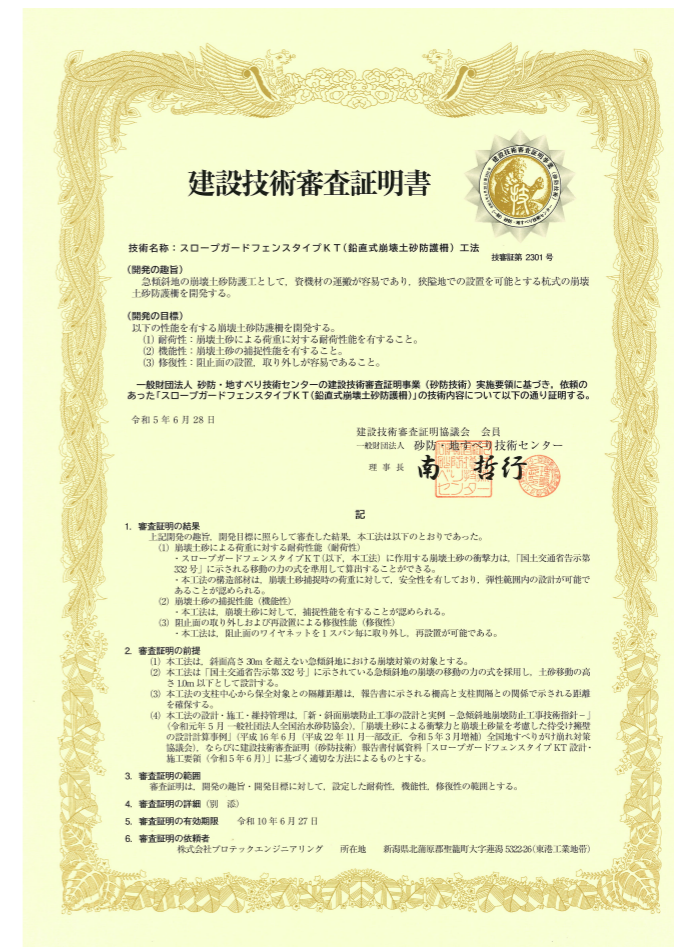 建設技術審査証明書
建設技術審査証明事業(砂防技術)
(一財)砂防・地すべり技術センター
技術名称:スロープガードフェンスタイプKT(鉛直式崩壊土砂防護柵)工法
技審証第 2301 号
(開発の趣旨)
急傾斜地の崩壊土砂防護工として,資機材の運搬が容易であり,狭隘地での設置を可能とする杭式の崩壊
土砂防護柵を開発する。
(開発の目標)
以下の性能を有する崩壊土砂防護柵を開発する。
(1) 耐荷性:崩壊土砂による荷重に対する耐荷性能を有すること。
(2) 機能性:崩壊土砂の捕捉性能を有すること。
(3) 修復性:阻止面の設置,取り外しが容易であること。
一般財団法人 砂防・地すべり技術センターの建設技術審査証明事業(砂防技術)実施要領に基づき,依頼の
あった「スロープガードフェンスタイプKT(鉛直式崩壊土砂防護柵)」の技術内容について以下の通り証明する。
令和5年6月28日
建設技術審査証明協議会 会員
一般財団法人 砂防・地すべり技術センター
理事長 南 哲行
記
1. 審査証明の結果
上記開発の趣旨,開発目標に照らして審査した結果,本工法は以下のとおりであった。
(1) 崩壊土砂による荷重に対する耐荷性能(耐荷性)
・スロープガードフェンスタイプKT(以下,本工法)に作用する崩壊土砂の衝撃力は,「国土交通省告示第
332号」に示される移動の力の式を準用して算出することができる。
・本工法の構造部材は,崩壊土砂捕捉時の荷重に対して,安全性を有しており,弾性範囲内の設計が可能で
あることが認められる。
(2) 崩壊土砂の捕捉性能(機能性)
・本工法は,崩壊土砂に対して,捕捉性能を有することが認められる。
(3) 阻止面の取り外しおよび再設置による修復性能(修復性)
・本工法は,阻止面のワイヤネットを1スパン毎に取り外し,再設置が可能である。
2. 審査証明の前提
(1) 本工法は,斜面高さ30mを超えない急傾斜地における崩壊対策の対象とする。
(2) 本工法は「国土交通省告示第332号」に示されている急傾斜地の崩壊の移動の力の式を採用し,土砂移動の高
さ1.0m以下として設計する。
(3) 本工法の支柱中心から保全対象との隔離距離は,報告書に示される柵高と支柱間隔との関係で示される距離
を確保する。
(4) 本工法の設計・施工・維持管理は,「新・斜面崩壊防止工事の設計と実例 −急傾斜地崩壊防止工事技術指針−」
(令和元年5月 一般社団法人全国治水砂防協会),「崩壊土砂による衝撃力と崩壊土砂量を考慮した待受け擁壁
の設計計算事例」(平成16年6月(平成22年11月一部改正,令和5年3月増補)全国地すべりがけ崩れ対策
協議会),ならびに建設技術審査証明(砂防技術)報告書付属資料「スロープガードフェンスタイプKT設計・
施工要領(令和5年6月)」に基づく適切な方法によるものとする。
3. 審査証明の範囲
審査証明は,開発の趣旨・開発目標に対して,設定した耐荷性,機能性,修復性の範囲とする。
4. 審査証明の詳細(別 添)
5. 審査証明の有効期限 令和10年6月27日
6. 審査証明の依頼者
株式会社プロテックエンジニアリング 所在地 新潟県北蒲原郡聖籠町大字蓮潟5322-26(東港工業地帯)